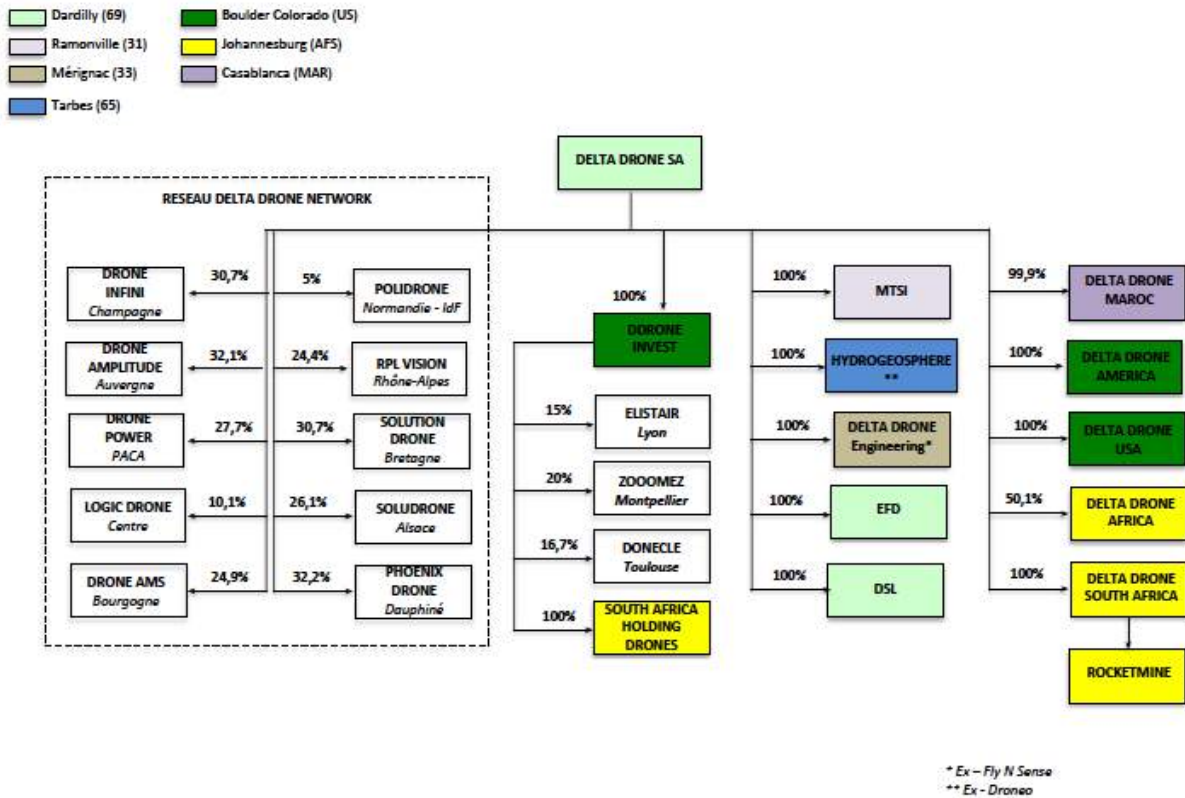 Dardilly (69)
Boulder Colorado (US)
Ramonville (31)
Johannesburg (AFS)
Mérignac (33)
Casablanca (MAR)
Tarbes (65)
DELTA DRONE SA
RESEAU DELTA DRONE NETWORK
DRONE
INFINI
Champagne
30,7%
5%
POLIDRONE
Normandie - IdF
DRONE
AMPLITUDE
Auvergne
32,1%
24,4%
RPL VISION
Rhône-Alpes
DRONE
POWER
PACA
27,7%
30,7%
SOLUTION
DRONE
Bretagne
LOGIC DRONE
Centre
10,1%
26,1%
SOLUDRONE
Alsace
DRONE AMS
Bourgogne
24,9%
32,2%
PHOENIX
DRONE
Dauphiné
100%
DDRONE
INVEST
15%
ELISTAIR
Lyon
20%
ZOOOMEZ
Montpellier
16,7%
DONECLE
Toulouse
100%
SOUTH AFRICA
HOLDING
DRONES
100%
MTSI
100%
HYDROGEOSPHERE
**
100%
DELTA DRONE
Engineering*
100%
EFD
100%
DSL
99,9%
DELTA DRONE
MAROC
100%
DELTA DRONE
AMERICA
100%
DELTA DRONE
USA
50,1%
DELTA DRONE
AFRICA
100%
DELTA DRONE
SOUTH AFRICA
ROCKETMINE
* Ex – Fly N Sense
** Ex - Droneo